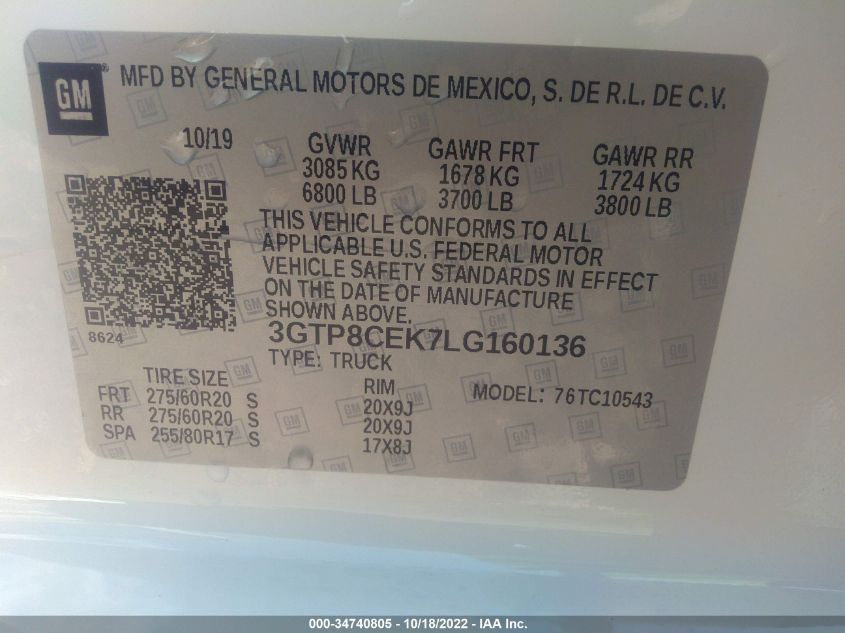 GM
MFD BY GENERAL MOTORS DE MEXICO, S. DE R.L. DE C.V.
10/19
GVWR GAWR FRT GAWR RR
3085 KG 1678 KG 1724 KG
6800 LB 3700 LB 3800 LB
THIS VEHICLE CONFORMS TO ALL
APPLICABLE U.S. FEDERAL MOTOR
VEHICLE SAFETY STANDARDS IN EFFECT
ON THE DATE OF MANUFACTURE
SHOWN ABOVE.
8624
3GTP8CEK7LG160136
TYPE: TRUCK
TIRE SIZE RIM MODEL: 76TC10543
FRT 275/60R20 S 20X9J
RR 275/60R20 S 20X9J
SPA 255/80R17 S 17X8J
000-34740805 - 10/18/2022 - IAA Inc.